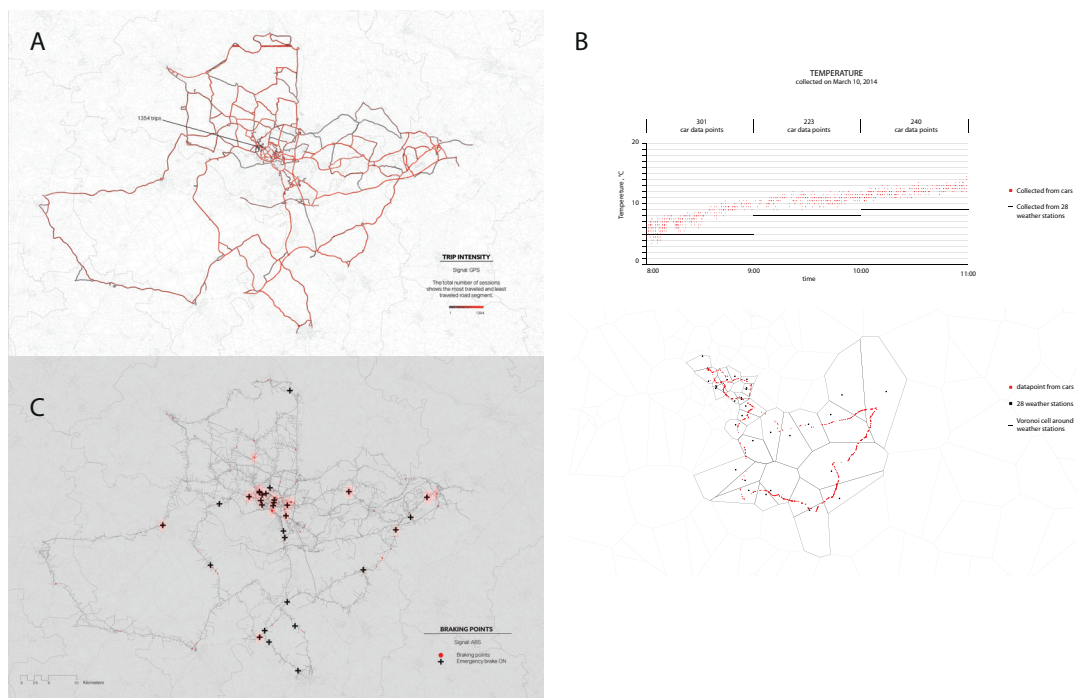 A
1354 trips
TRIP INTENSITY
Signal: GPS
The total number of sessions
shows the most traveled and least
traveled road segment.
1
1354
B
TEMPERATURE
collected on March 10, 2014
301
car data points
223
car data points
240
car data points
20
10
0
Tempereture , °C
8:00
9:00
10:00
11:00
time
Collected from cars
Collected from 28
weather stations
datapoint from cars
28 weather stations
Voronoi cell around
weather stations
C
BRAKING POINTS
Signal: ABS
Braking points
Emergency brake ON
Kilometers